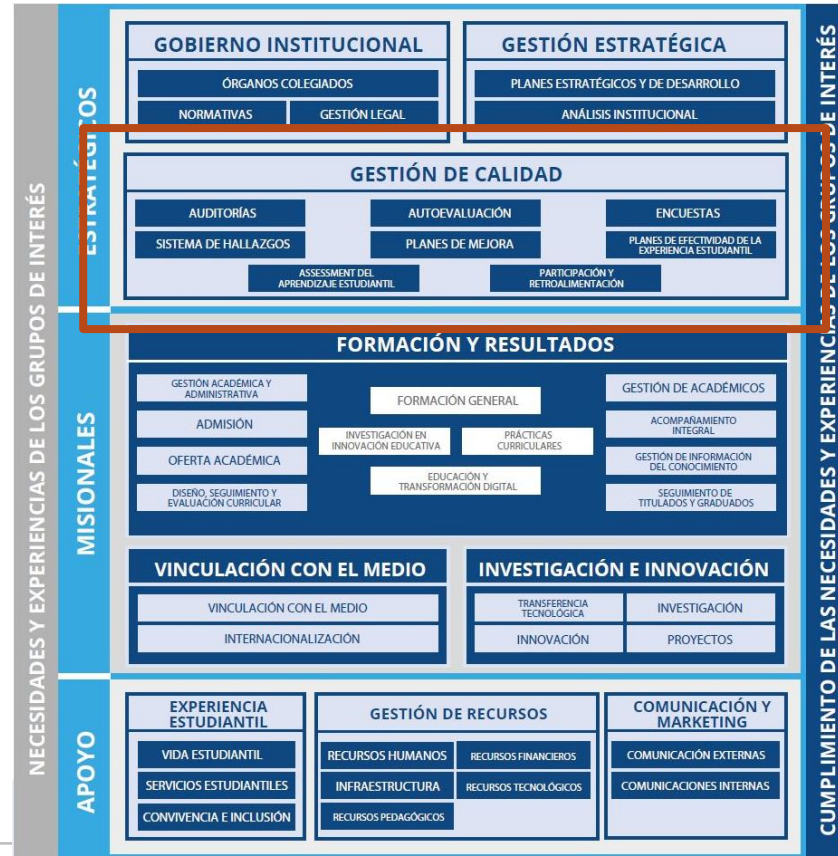 NECESIDADES Y EXPERIENCIAS DE LOS GRUPOS DE INTERÉS
ESTRATÉGICOS
GOBIERNO INSTITUCIONAL
ÓRGANOS COLEGIADOS
NORMATIVAS
GESTIÓN LEGAL
GESTIÓN ESTRATÉGICA
PLANES ESTRATÉGICOS Y DE DESARROLLO
ANÁLISIS INSTITUCIONAL
GESTIÓN DE CALIDAD
AUDITORÍAS
AUTOEVALUACIÓN
ENCUESTAS
SISTEMA DE HALLAZGOS
PLANES DE MEJORA
PLANES DE EFECTIVIDAD DE LA
EXPERIENCIA ESTUDIANTIL
ASSESSMENT DEL
APRENDIZAJE ESTUDIANTIL
PARTICIPACIÓN Y
RETROALIMENTACIÓN
MISIONALES
FORMACIÓN Y RESULTADOS
GESTIÓN ACADÉMICA Y
ADMINISTRATIVA
ADMISIÓN
OFERTA ACADÉMICA
DISEÑO, SEGUIMIENTO Y
EVALUACIÓN CURRICULAR
FORMACIÓN GENERAL
INVESTIGACIÓN EN
INNOVACIÓN EDUCATIVA
PRÁCTICAS
CURRICULARES
EDUCACIÓN Y
TRANSFORMACIÓN DIGITAL
GESTIÓN DE ACADÉMICOS
ACOMPAÑAMIENTO
INTEGRAL
GESTIÓN DE INFORMACIÓN
DEL CONOCIMIENTO
SEGUIMIENTO DE
TITULADOS Y GRADUADOS
VINCULACIÓN CON EL MEDIO
VINCULACIÓN CON EL MEDIO
INTERNACIONALIZACIÓN
INVESTIGACIÓN E INNOVACIÓN
TRANSFERENCIA
TECNOLÓGICA
INVESTIGACIÓN
INNOVACIÓN
PROYECTOS
APOYO
EXPERIENCIA
ESTUDIANTIL
VIDA ESTUDIANTIL
SERVICIOS ESTUDIANTILES
CONVIVENCIA E INCLUSIÓN
GESTIÓN DE RECURSOS
RECURSOS HUMANOS
RECURSOS FINANCIEROS
INFRAESTRUCTURA
RECURSOS TECNOLÓGICOS
RECURSOS PEDAGÓGICOS
COMUNICACIÓN Y
MARKETING
COMUNICACIÓN EXTERNAS
COMUNICACIONES INTERNAS
CUMPLIMIENTO DE LAS NECESIDADES Y EXPERIENCIAS DE LOS GRUPOS DE INTERÉS